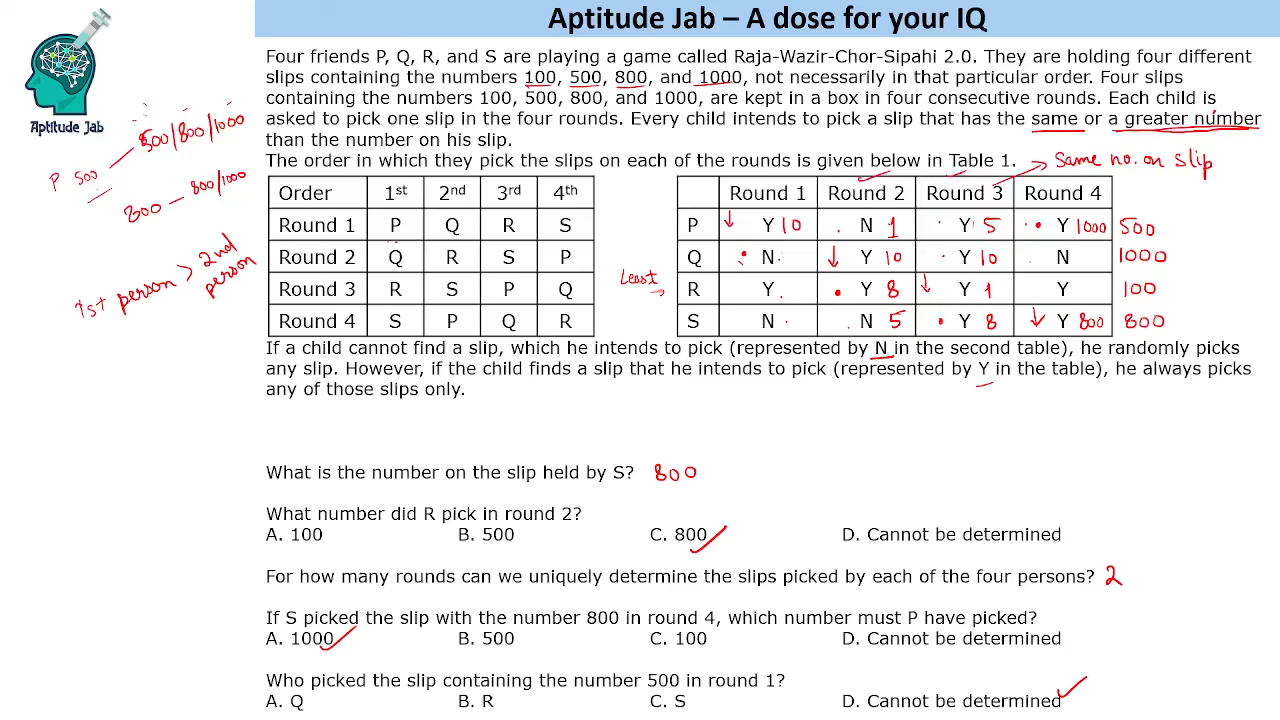 Aptitude Jab – A dose for your IQ
Aptitude Jab
Four friends P, Q, R, and S are playing a game called Raja-Wazir-Chor-Sipahi 2.0. They are holding four different
slips containing the numbers 100, 500, 800, and 1000, not necessarily in that particular order. Four slips
containing the numbers 100, 500, 800, and 1000, are kept in a box in four consecutive rounds. Each child is
asked to pick one slip in the four rounds. Every child intends to pick a slip that has the same or a greater number
than the number on his slip.
The order in which they pick the slips on each of the rounds is given below in Table 1.
Same no. on slip
500/800/1000
P 500
800 – 800/1000
1st person > 2nd person
Order 1st 2nd 3rd 4th
Round 1 P Q R S
Round 2 Q R S P
Round 3 R S P Q
Round 4 S P Q R
Least
Round 1 Round 2 Round 3 Round 4
P ↓ Y 10 N 1 Y 5 Y 1000 500
Q N ↓ Y 10 Y 10 N 1000
R Y Y 8 ↓ Y 1 Y 100
S N N 5 Y 8 ↓ Y 800 800
If a child cannot find a slip, which he intends to pick (represented by N in the second table), he randomly picks
any slip. However, if the child finds a slip that he intends to pick (represented by Y in the table), he always picks
any of those slips only.
What is the number on the slip held by S? 800
What number did R pick in round 2?
A. 100 B. 500 C. 800 D. Cannot be determined
For how many rounds can we uniquely determine the slips picked by each of the four persons? 2
If S picked the slip with the number 800 in round 4, which number must P have picked?
A. 1000 B. 500 C. 100 D. Cannot be determined
Who picked the slip containing the number 500 in round 1?
A. Q B. R C. S D. Cannot be determined